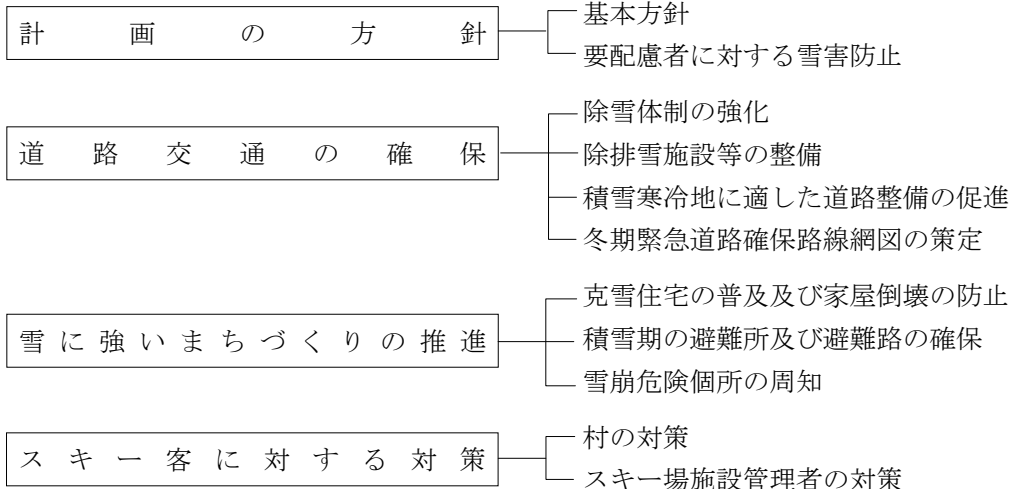 計画の方針
基本方針
要配慮者に対する雪害防止
道路交通の確保
除雪体制の強化
除排雪施設等の整備
積雪寒冷地に適した道路整備の促進
冬期緊急道路確保路線網図の策定
雪に強いまちづくりの推進
克雪住宅の普及及び家屋倒壊の防止
積雪期の避難所及び避難路の確保
雪崩危険個所の周知
スキー客に対する対策
村の対策
スキー場施設管理者の対策